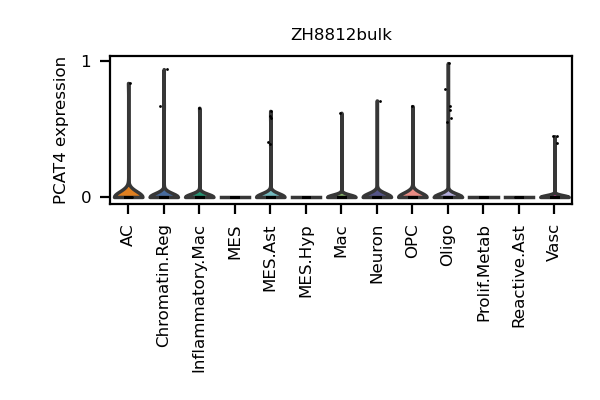 ZH8812bulk
PCAT4 expression
1
0
AC
Chromatin.Reg
Inflammatory.Mac
MES
MES.Ast
MES.Hyp
Mac
Neuron
OPC
Oligo
Prolif.Metab
Reactive.Ast
Vasc